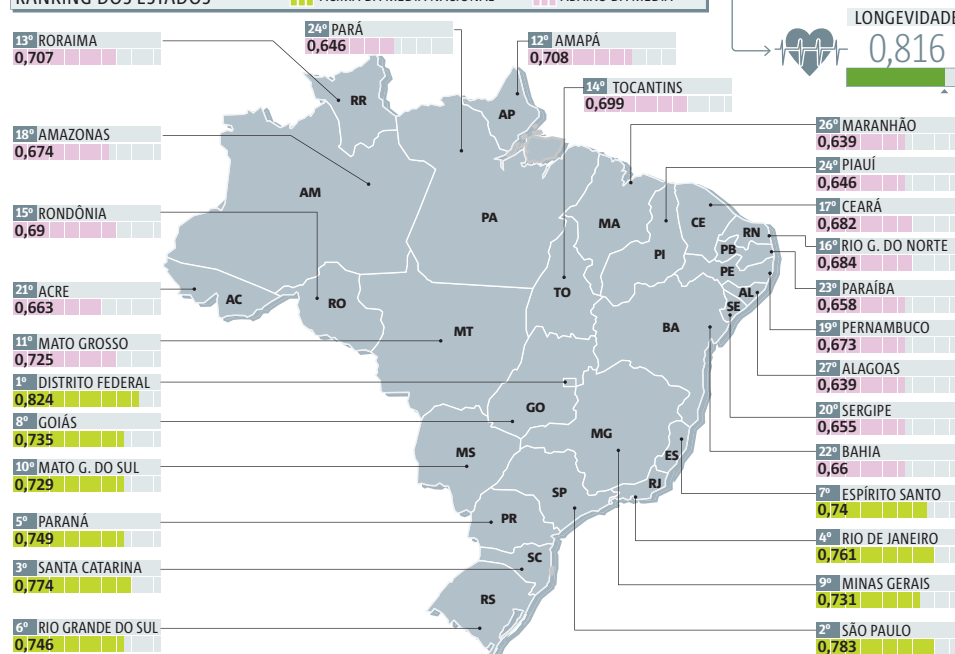 RANKING DOS ESTADOS
ACIMA DA MÉDIA NACIONAL
ABAIXO DA MÉDIA
LONGEVIDADE
0,816
13º RORAIMA
0,707
24º PARÁ
0,646
12º AMAPÁ
0,708
14º TOCANTINS
0,699
18º AMAZONAS
0,674
15º RONDÔNIA
0,69
21º ACRE
0,663
11º MATO GROSSO
0,725
1º DISTRITO FEDERAL
0,824
8º GOIÁS
0,735
10º MATO G. DO SUL
0,729
5º PARANÁ
0,749
3º SANTA CATARINA
0,774
6º RIO GRANDE DO SUL
0,746
RR
AP
AM
PA
MA
CE
RN
PB
PI
PE
AL
SE
AC
RO
TO
MT
BA
GO
MG
MS
ES
SP
RJ
PR
SC
RS
26º MARANHÃO
0,639
24º PIAUÍ
0,646
17º CEARÁ
0,682
16º RIO G. DO NORTE
0,684
23º PARAÍBA
0,658
19º PERNAMBUCO
0,673
27º ALAGOAS
0,639
20º SERGIPE
0,655
22º BAHIA
0,66
7º ESPÍRITO SANTO
0,74
4º RIO DE JANEIRO
0,761
9º MINAS GERAIS
0,731
2º SÃO PAULO
0,783